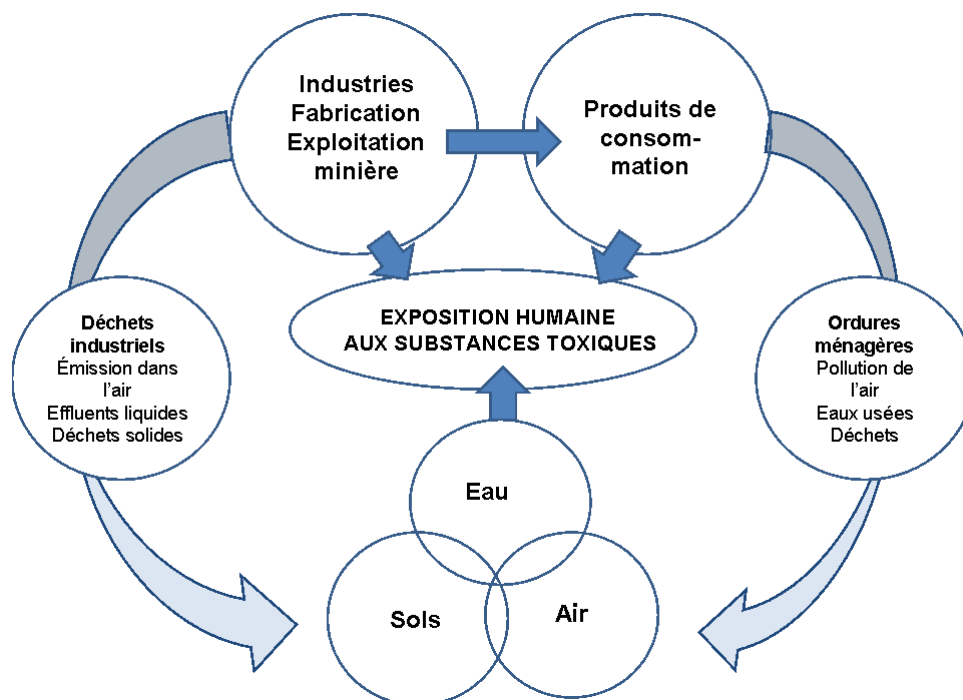 Industries
Fabrication
Exploitation
minière
Produits de
consom-
mation
EXPOSITION HUMAINE
AUX SUBSTANCES TOXIQUES
Déchets
industriels
Émission dans
l’air
Effluents liquides
Déchets solides
Ordures
ménagères
Pollution de
l’air
Eaux usées
Déchets
Eau
Sols
Air